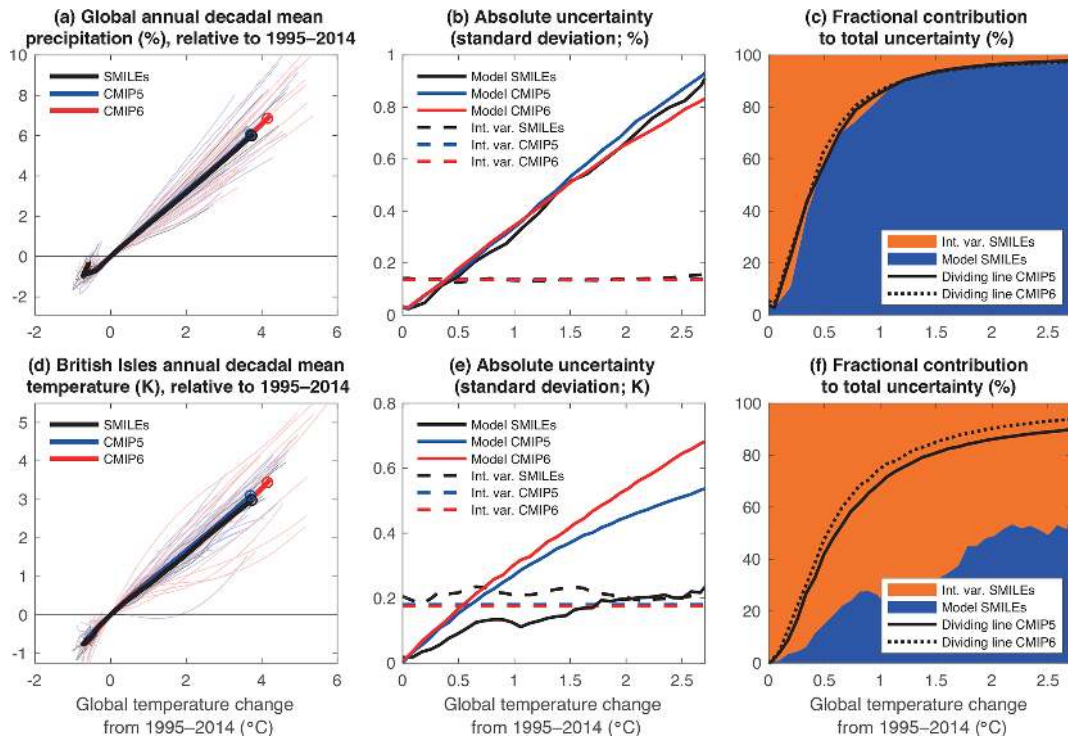 (a) Global annual decadal mean
precipitation (%), relative to 1995–2014
(b) Absolute uncertainty
(standard deviation; %)
(c) Fractional contribution
to total uncertainty (%)
10
8
6
4
2
0
-2
SMILEs
CMIP5
CMIP6
-2 0 2 4 6
1
0.8
0.6
0.4
0.2
0
Model SMILEs
Model CMIP5
Model CMIP6
Int. var. SMILEs
Int. var. CMIP5
Int. var. CMIP6
0 0.5 1 1.5 2 2.5
100
80
60
40
20
0
Int. var. SMILEs
Model SMILEs
Dividing line CMIP5
Dividing line CMIP6
0 0.5 1 1.5 2.0 2.5
(d) British Isles annual decadal mean
temperature (K), relative to 1995–2014
(e) Absolute uncertainty
(standard deviation; K)
(f) Fractional contribution
to total uncertainty (%)
5
4
3
2
1
0
-1
SMILEs
CMIP5
CMIP6
-2 0 2 4 6
Global temperature change
from 1995–2014 (°C)
0.8
0.6
0.4
0.2
0
Model SMILEs
Model CMIP5
Model CMIP6
Int. var. SMILEs
Int. var. CMIP5
Int. var. CMIP6
0 0.5 1 1.5 2 2.5
Global temperature change
from 1995–2014 (°C)
100
80
60
40
20
0
Int. var. SMILEs
Model SMILEs
Dividing line CMIP5
Dividing line CMIP6
0 0.5 1 1.5 2.0 2.5
Global temperature change
from 1995–2014 (°C)